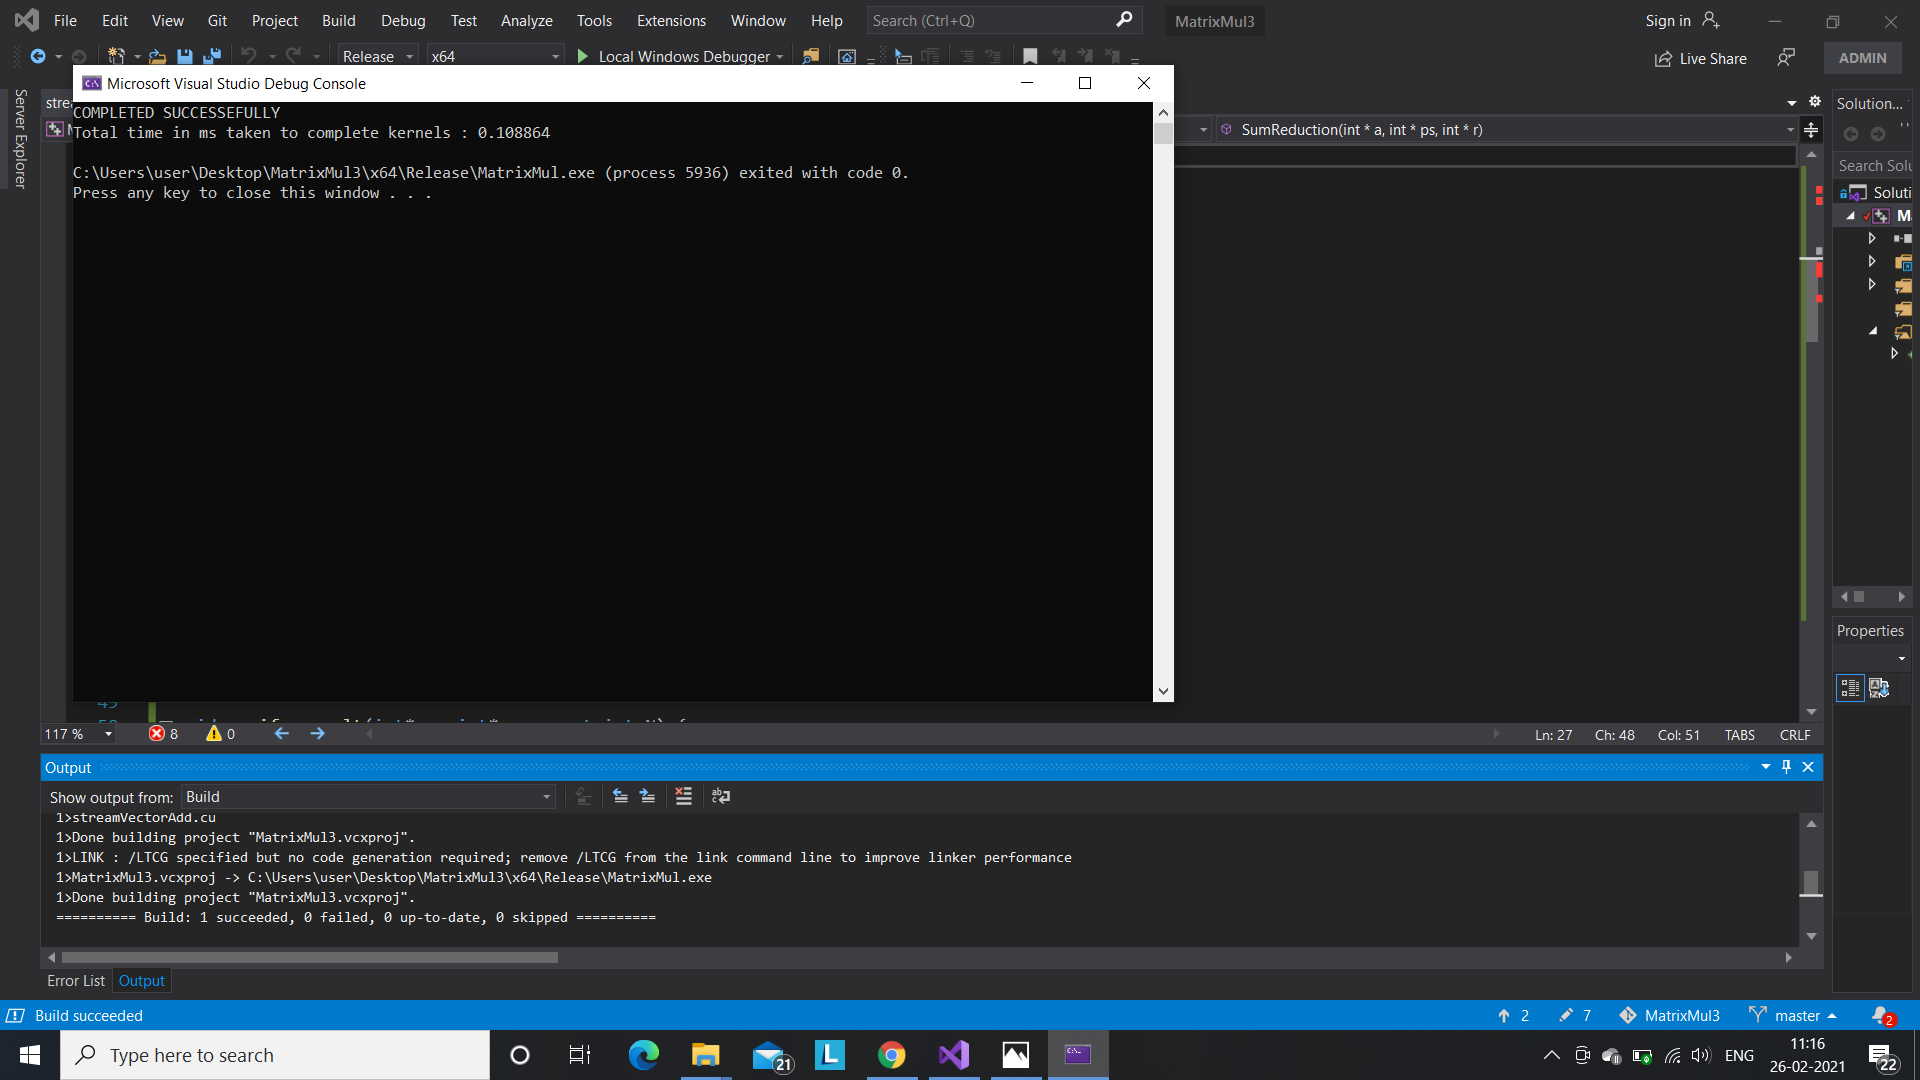 File Edit View Git Project Build Debug Test Analyze Tools Extensions Window Help Search (Ctrl+Q) MatrixMul3 Sign in
Release x64 Local Windows Debugger Live Share ADMIN
Microsoft Visual Studio Debug Console
Server Explorer
COMPLETED SUCCESSEFULLY
Total time in ms taken to complete kernels : 0.108864
C:\Users\user\Desktop\MatrixMul3\x64\Release\MatrixMul.exe (process 5936) exited with code 0.
Press any key to close this window . . .
SumReduction(int * a, int * ps, int * r)
Solution...
Search Solu
Soluti
Properties
117 % 8 0 Ln: 27 Ch: 48 Col: 51 TABS CRLF
Output
Show output from: Build
1>streamVectorAdd.cu
1>Done building project "MatrixMul3.vcxproj".
1>LINK : /LTCG specified but no code generation required; remove /LTCG from the link command line to improve linker performance
1>MatrixMul3.vcxproj -> C:\Users\user\Desktop\MatrixMul3\x64\Release\MatrixMul.exe
1>Done building project "MatrixMul3.vcxproj".
========== Build: 1 succeeded, 0 failed, 0 up-to-date, 0 skipped ==========
Error List Output
Build succeeded 2 7 MatrixMul3 master 2
Type here to search 21 L ENG 11:16
26-02-2021 22